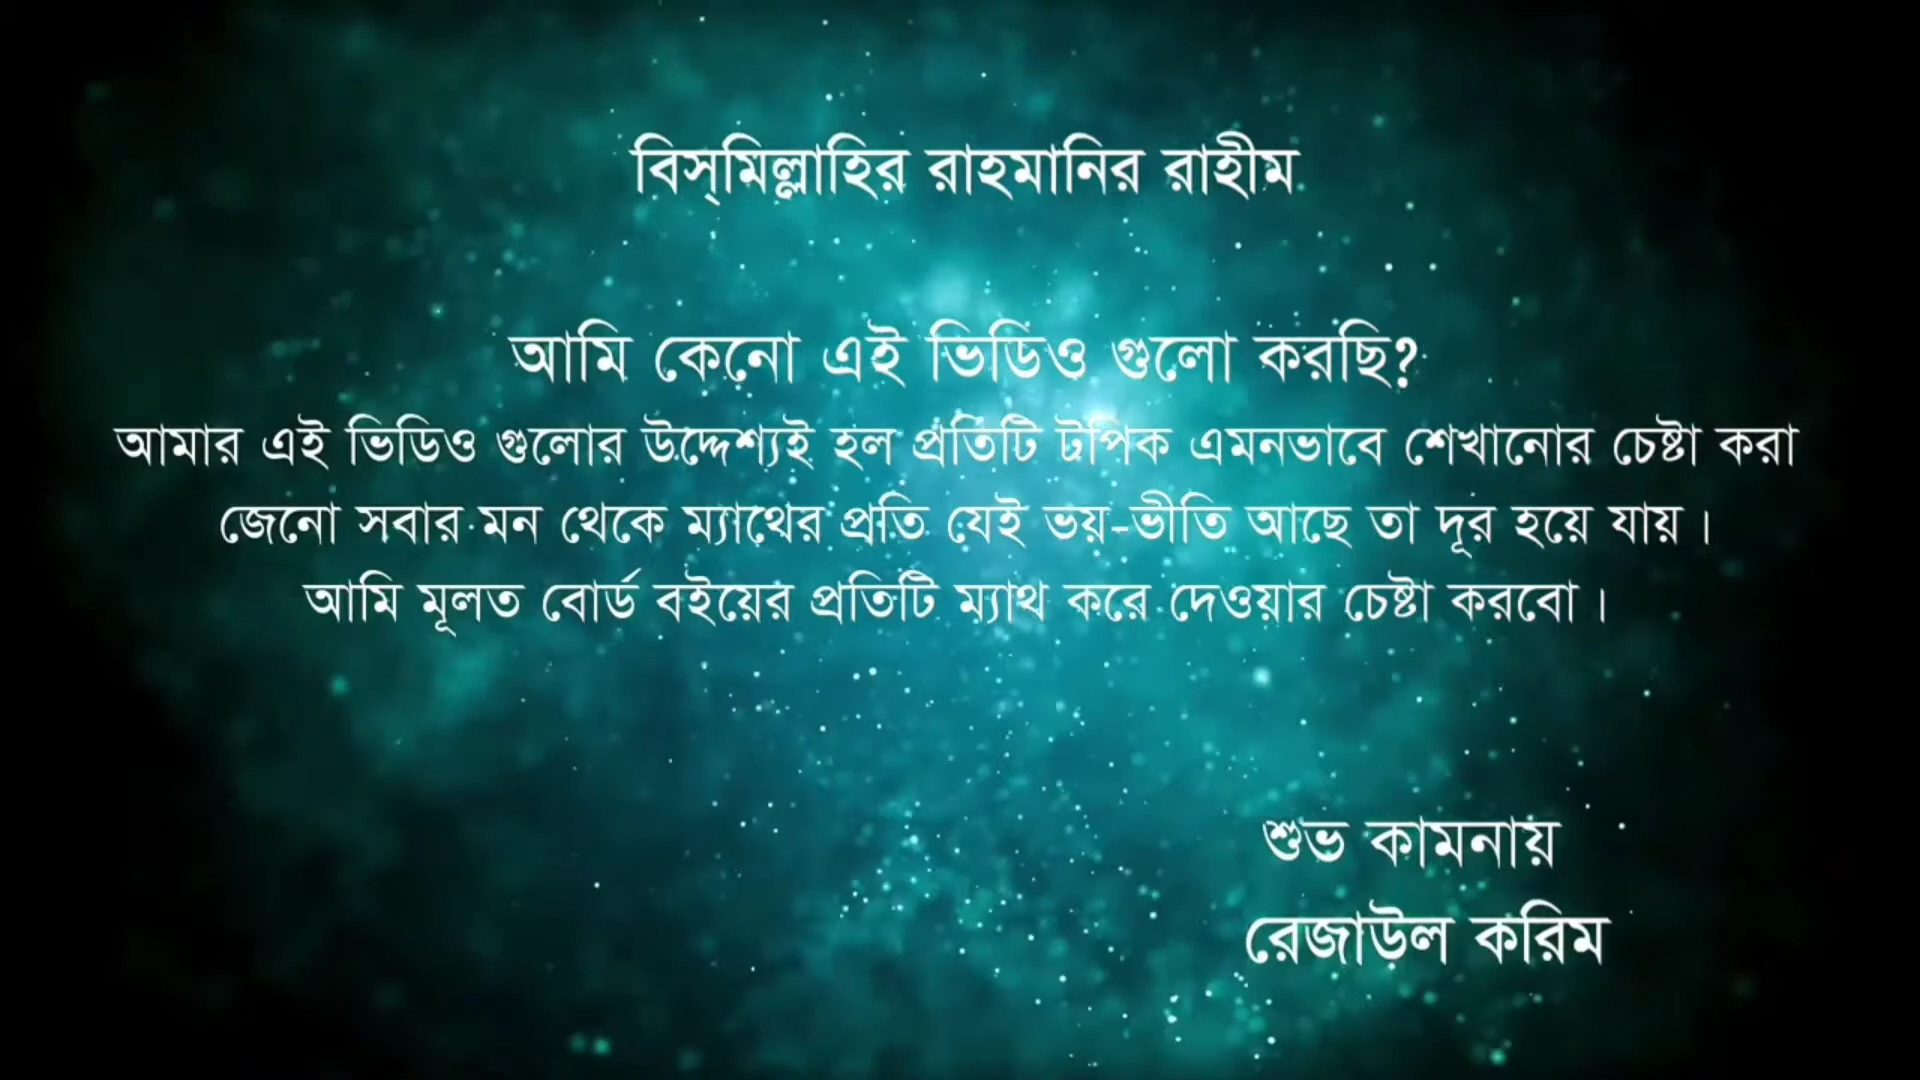 বিস্‌মিল্লাহির রাহমানির রাহীম
আমি কেনো এই ভিডিও গুলো করছি?
আমার এই ভিডিও গুলোর উদ্দেশ্যই হল প্রতিটি টপিক এমনভাবে শেখানোর চেষ্টা করা
জেনো সবার মন থেকে ম্যাথের প্রতি যেই ভয়-ভীতি আছে তা দূর হয়ে যায়।
আমি মূলত বোর্ড বইয়ের প্রতিটি ম্যাথ করে দেওয়ার চেষ্টা করবো।
শুভ কামনায়
রেজাউল করিম